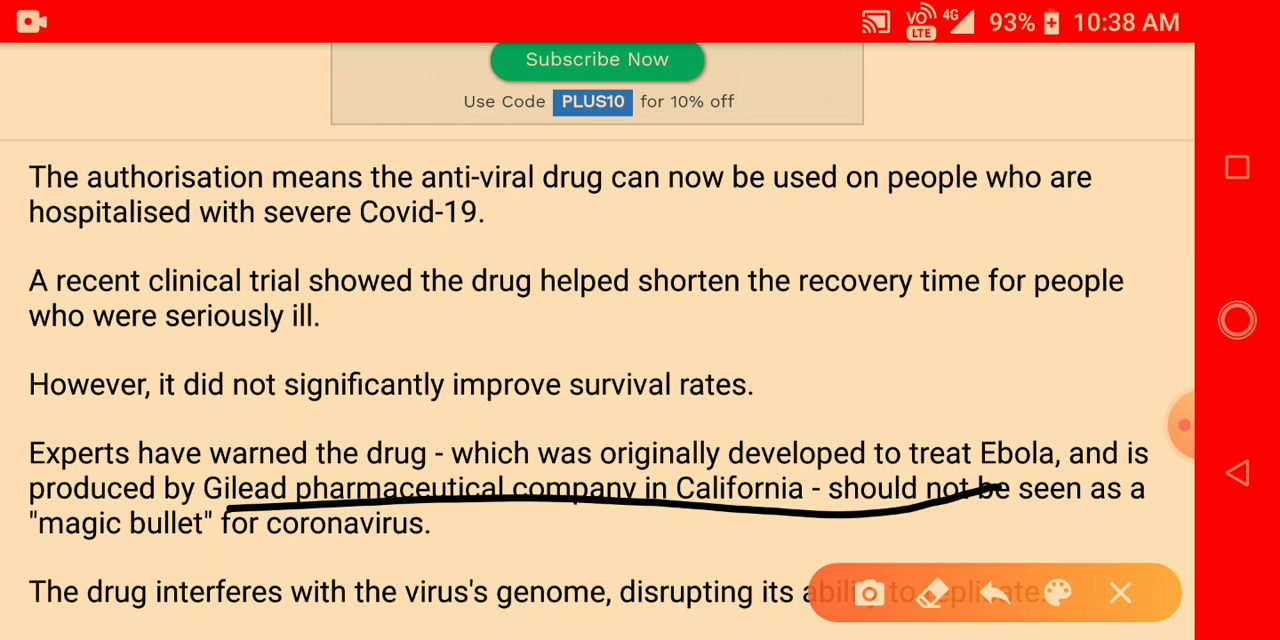 VO LTE 4G 93% 10:38 AM
Subscribe Now
Use Code PLUS10 for 10% off
The authorisation means the anti-viral drug can now be used on people who are
hospitalised with severe Covid-19.
A recent clinical trial showed the drug helped shorten the recovery time for people
who were seriously ill.
However, it did not significantly improve survival rates.
Experts have warned the drug - which was originally developed to treat Ebola, and is
produced by Gilead pharmaceutical company in California - should not be seen as a
"magic bullet" for coronavirus.
The drug interferes with the virus's genome, disrupting its ability to replicate.